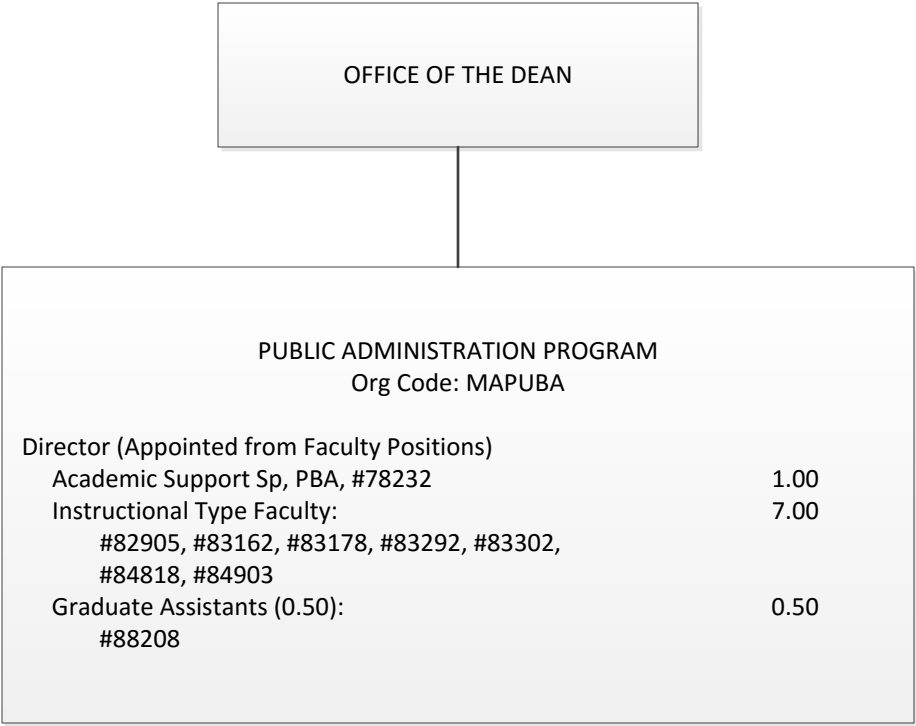 OFFICE OF THE DEAN
PUBLIC ADMINISTRATION PROGRAM
Org Code: MAPUBA
Director (Appointed from Faculty Positions)
Academic Support Sp, PBA, #78232 1.00
Instructional Type Faculty: 7.00
#82905, #83162, #83178, #83292, #83302,
#84818, #84903
Graduate Assistants (0.50): 0.50
#88208